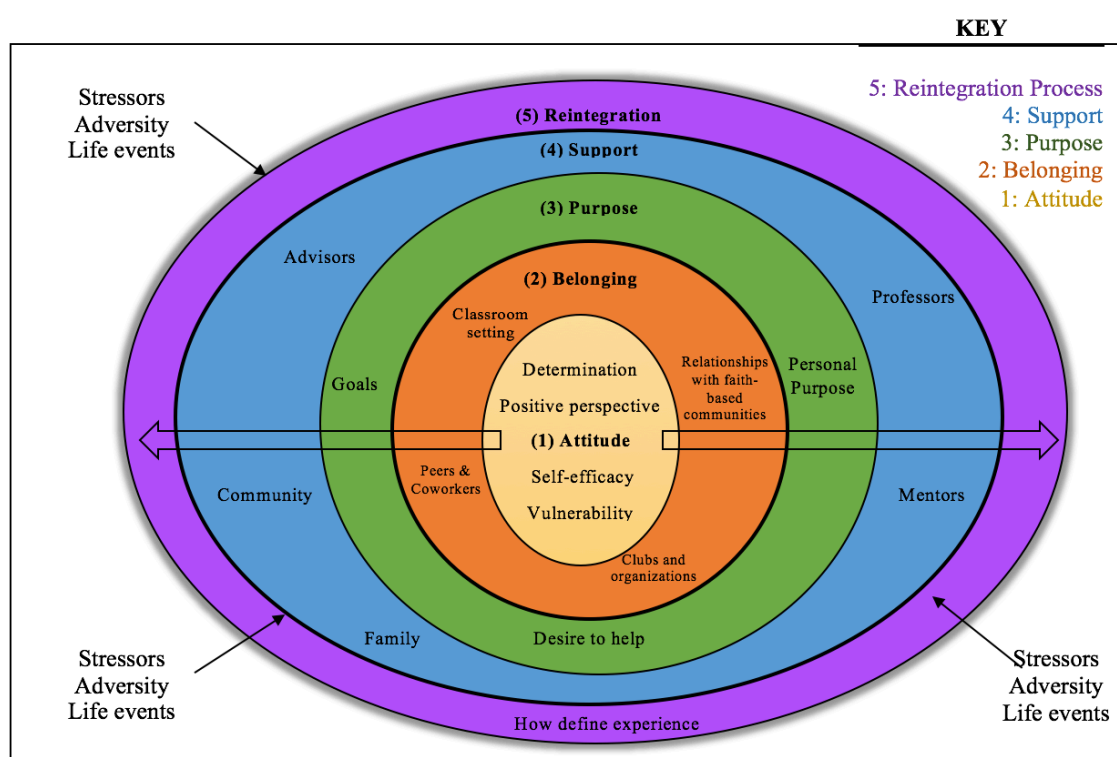 KEY
5: Reintegration Process
4: Support
3: Purpose
2: Belonging
1: Attitude
Stressors
Adversity
Life events
(5) Reintegration
(4) Support
(3) Purpose
Advisors
(2) Belonging
Professors
Classroom
setting
Relationships
with faith-
based
communities
Personal
Purpose
Goals
Determination
Positive perspective
(1) Attitude
Self-efficacy
Vulnerability
Peers &
Coworkers
Community
Mentors
Clubs and
organizations
Family
Desire to help
Stressors
Adversity
Life events
Stressors
Adversity
Life events
How define experience